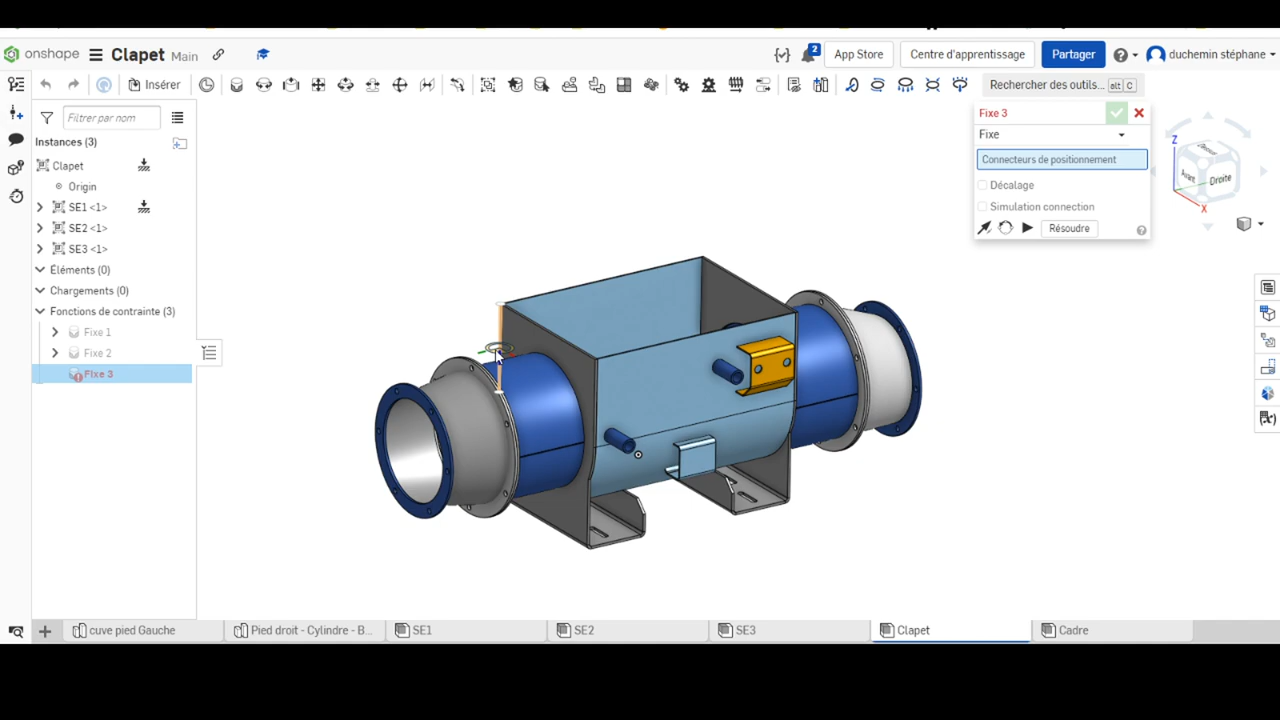 onshape Clapet Main
2 App Store Centre d'apprentissage Partager duchemin stéphane
Insérer Rechercher des outils... alt C
Filtrer par nom
Instances (3)
Clapet
Origin
SE1 <1>
SE2 <1>
SE3 <1>
Éléments (0)
Chargements (0)
Fonctions de contrainte (3)
Fixe 1
Fixe 2
Fixe 3
Fixe 3
Fixe
Connecteurs de positionnement
Décalage
Simulation connection
Résoudre
Z
Avant Droite
X
cuve pied Gauche Pied droit - Cylindre - B... SE1 SE2 SE3 Clapet Cadre